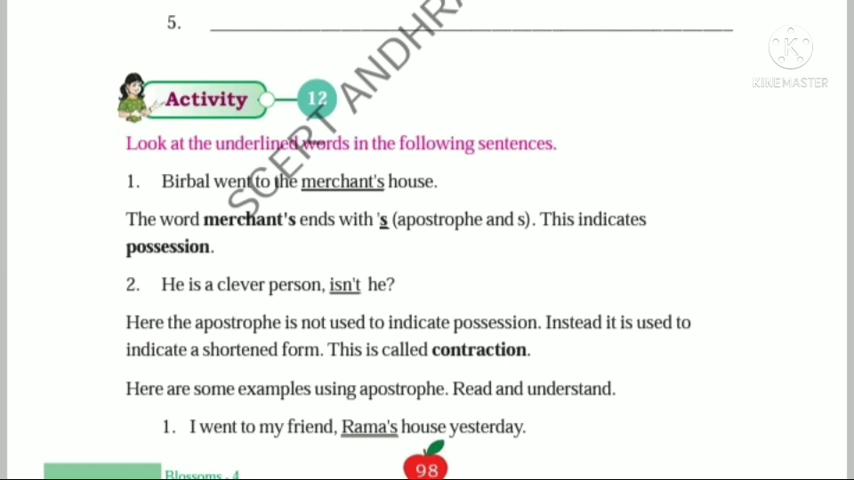 5.
KINEMASTER
SCERT ANDHRA
Activity 12
Look at the underlined words in the following sentences.
1. Birbal went to the merchant's house.
The word merchant's ends with 's (apostrophe and s). This indicates
possession.
2. He is a clever person, isn't he?
Here the apostrophe is not used to indicate possession. Instead it is used to
indicate a shortened form. This is called contraction.
Here are some examples using apostrophe. Read and understand.
1. I went to my friend, Rama's house yesterday.
98
Blossoms - 4